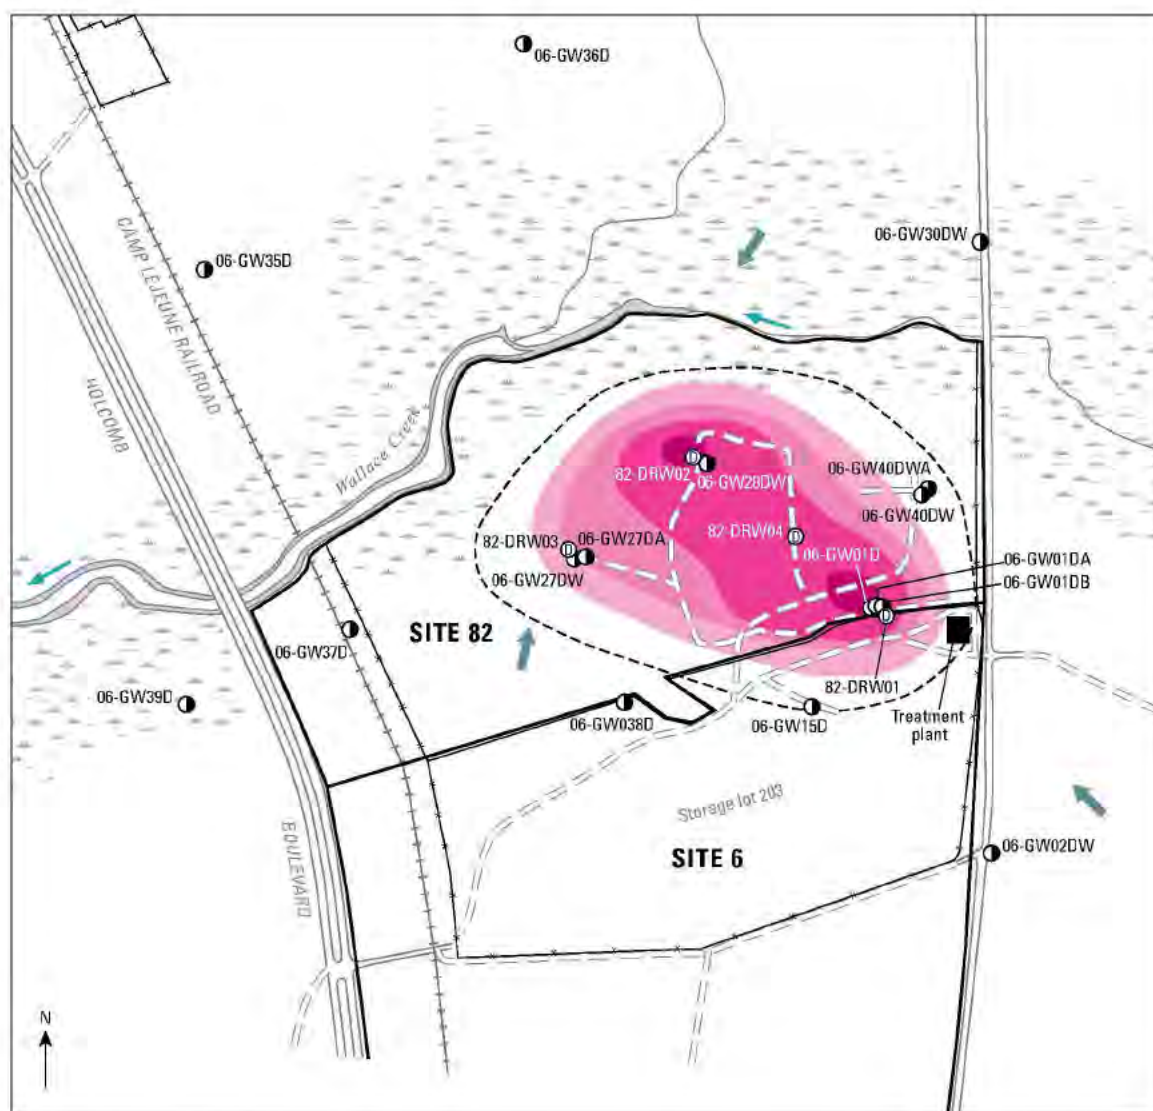 06-GW36D
06-GW30DW
06-GW35D
CAMP LEJEUNE RAILROAD
HOLCOMB
Wallace Creek
82-DRW02
D
06-GW28DW
06-GW40DWA
06-GW40DW
82-DRW03
D
06-GW27DA
82-DRW04
D
06-GW01D
06-GW01DA
06-GW27DW
06-GW01DB
D
SITE 82
06-GW37D
06-GW39D
06-GW038D
06-GW15D
82-DRW01
Treatment
plant
Storage lot 203
SITE 6
BOULEVARD
06-GW02DW
N